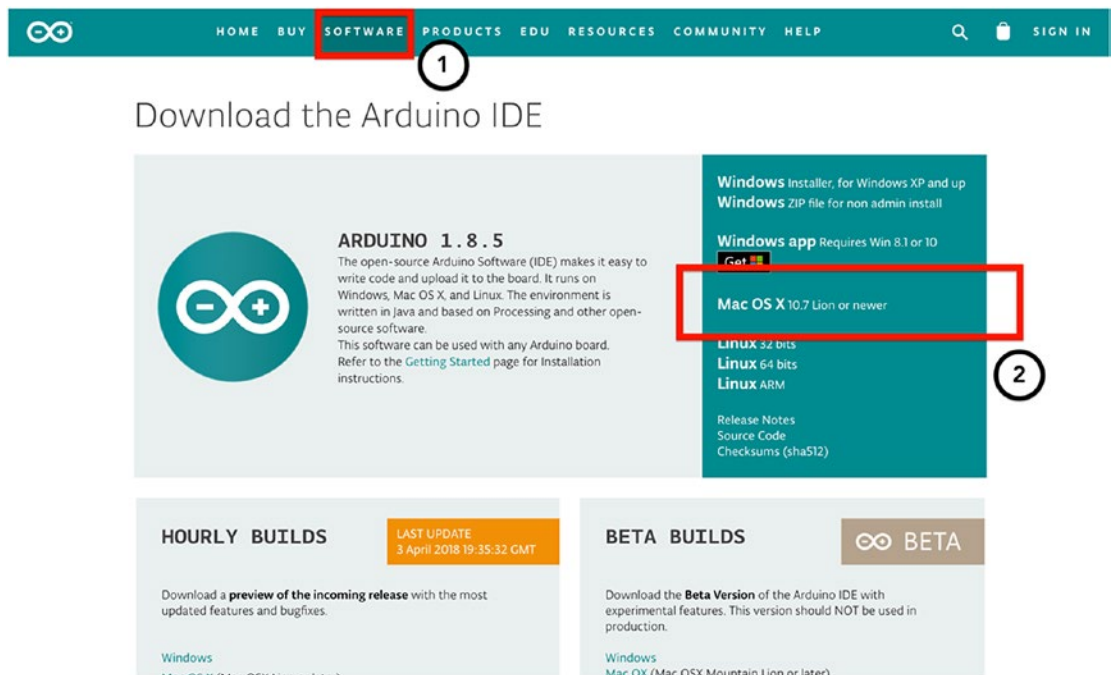 HOME BUY SOFTWARE PRODUCTS EDU RESOURCES COMMUNITY HELP SIGN IN
1
Download the Arduino IDE
ARDUINO 1.8.5
The open-source Arduino Software (IDE) makes it easy to
write code and upload it to the board. It runs on
Windows, Mac OS X, and Linux. The environment is
written in Java and based on Processing and other open-
source software.
This software can be used with any Arduino board.
Refer to the Getting Started page for Installation
instructions.
Windows Installer, for Windows XP and up
Windows ZIP file for non admin install
Windows app Requires Win 8.1 or 10
Get
Mac OS X 10.7 Lion or newer
Linux 32 bits
Linux 64 bits
Linux ARM
2
Release Notes
Source Code
Checksums (sha512)
HOURLY BUILDS
LAST UPDATE
3 April 2018 19:35:32 GMT
Download a preview of the incoming release with the most
updated features and bugfixes.
Windows
BETA BUILDS
BETA
Download the Beta Version of the Arduino IDE with
experimental features. This version should NOT be used in
production.
Windows
Mac OX (Mac OSX Mountain Lion or later)